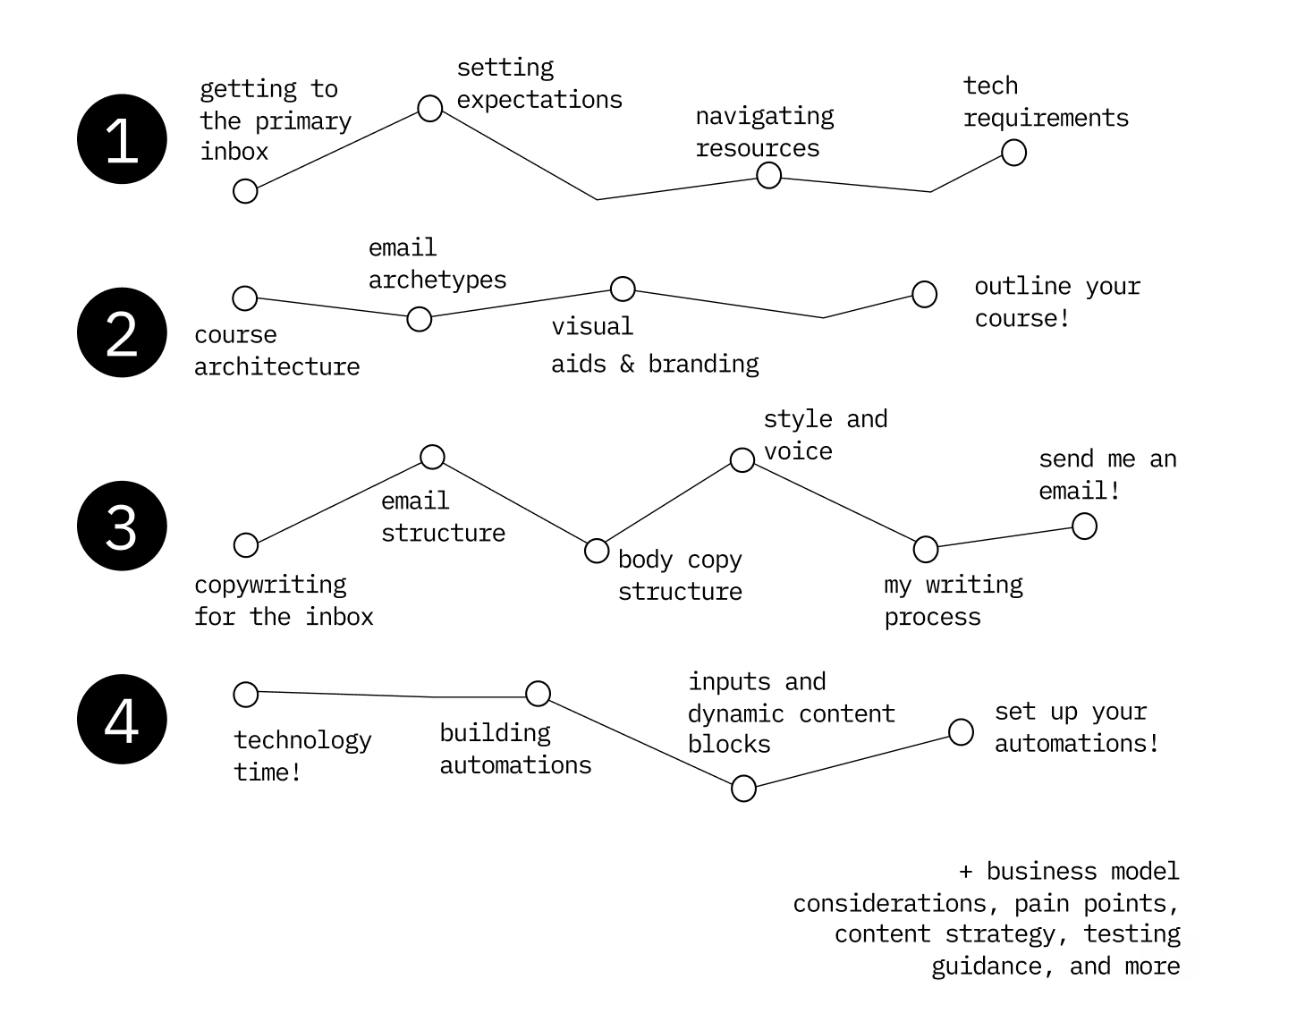 1
getting to
the primary
inbox
setting
expectations
navigating
resources
tech
requirements
2
course
architecture
email
archetypes
visual
aids & branding
outline your
course!
3
copywriting
for the inbox
email
structure
body copy
structure
style and
voice
my writing
process
send me an
email!
4
technology
time!
building
automations
inputs and
dynamic content
blocks
set up your
automations!
+ business model
considerations, pain points,
content strategy, testing
guidance, and more